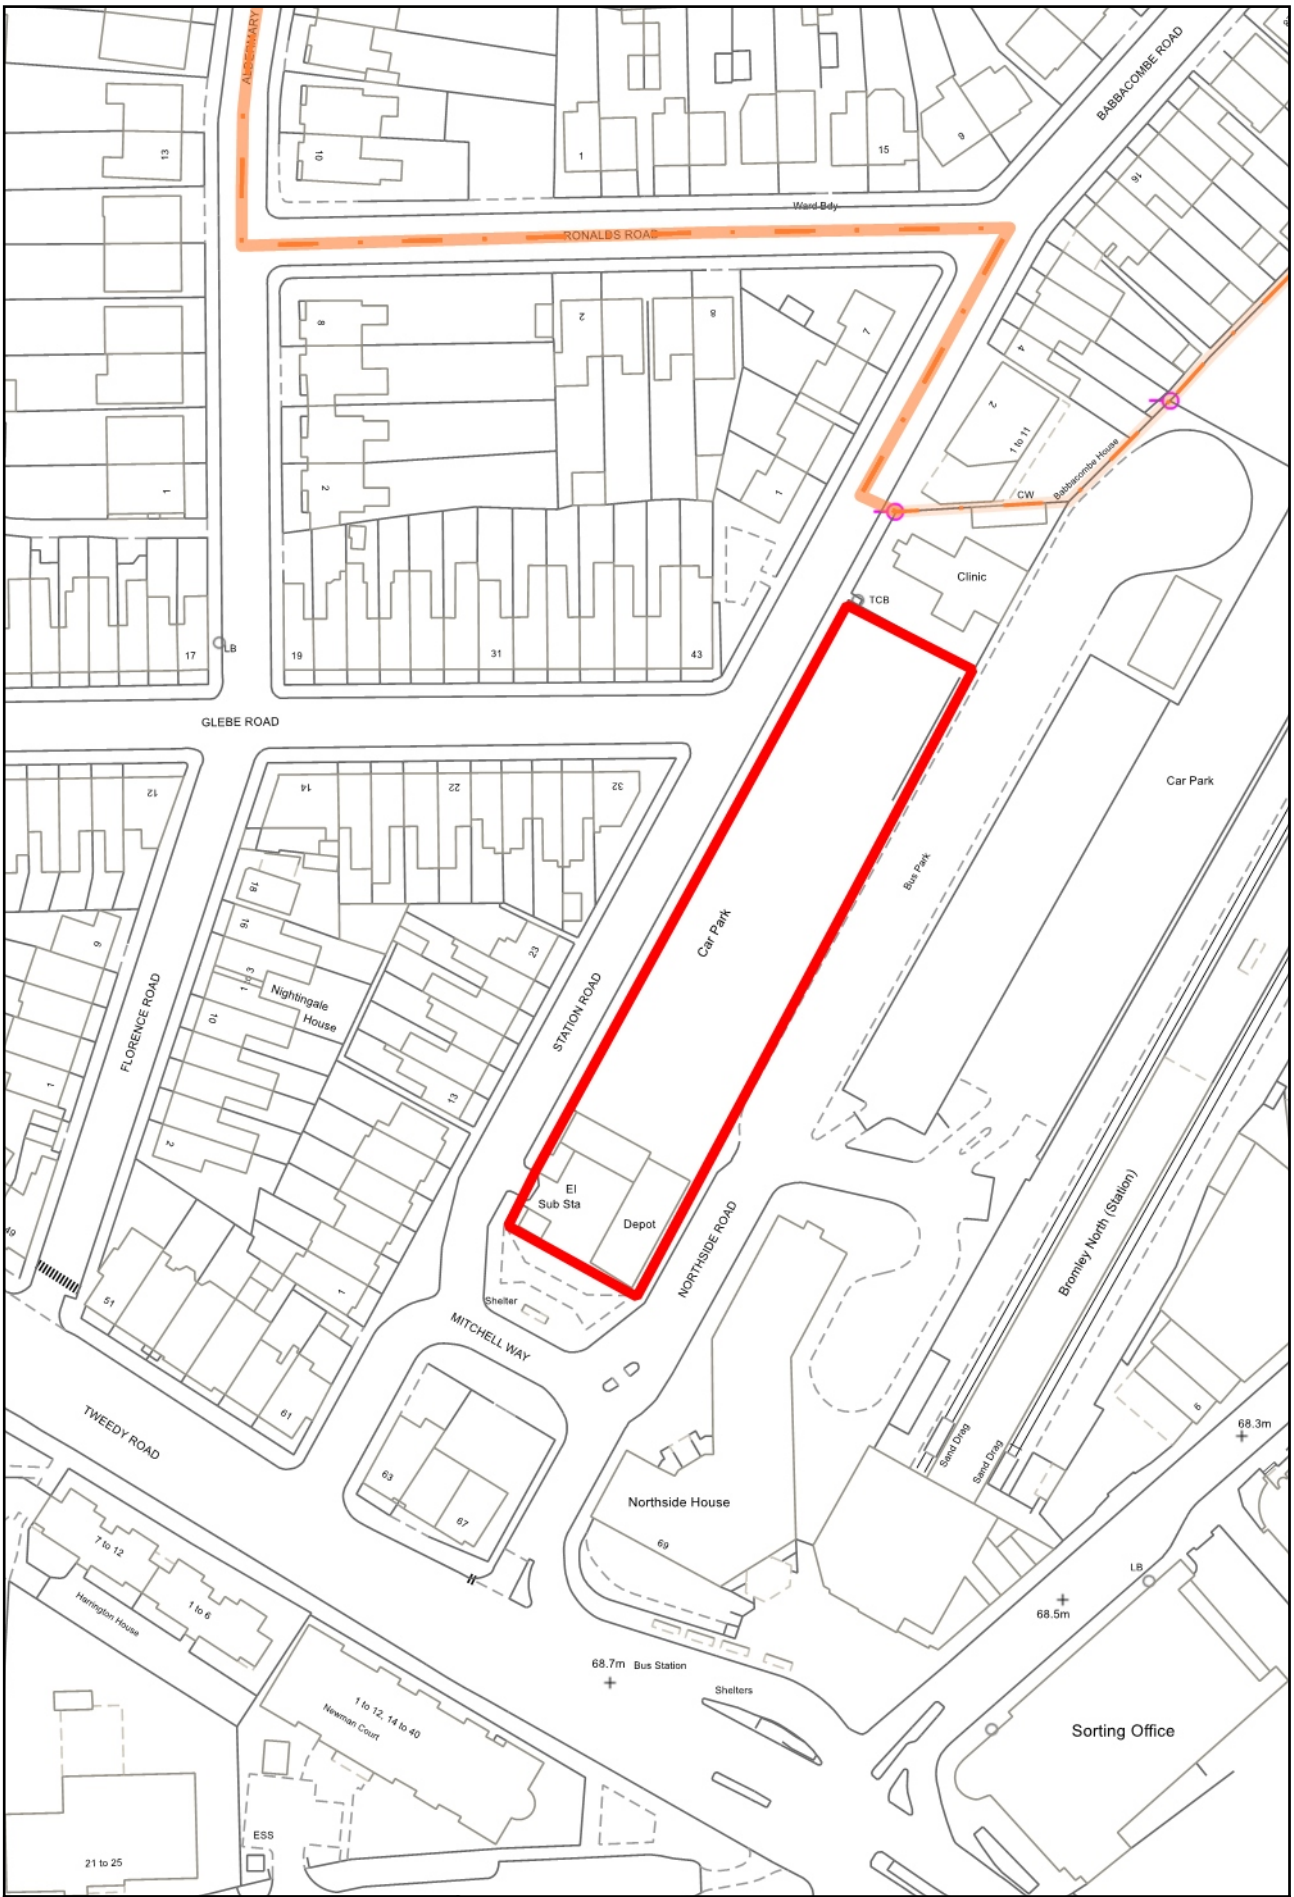 ALDERMARY
BABBACOMBE ROAD
13
10
1
15
9
16
Ward Bdy
RONALDS ROAD
8
2
8
7
4
2
1 to 11
Babbacombe House
CW
1
2
1
Clinic
TCB
17
LB
19
31
43
GLEBE ROAD
Car Park
12
14
22
32
Bus Park
18
16
Car Park
9
23
1 to 3
Nightingale
House
STATION ROAD
10
FLORENCE ROAD
1
13
2
El
Sub Sta
Depot
Bromley North (Station)
NORTHSIDE ROAD
49
51
1
Shelter
MITCHELL WAY
61
TWEEDY ROAD
9
68.3m
Sand Drag
Sand Drag
63
67
Northside House
69
7 to 12
1 to 6
Harrington House
LB
68.5m
68.7m
Bus Station
Shelters
1 to 12, 14 to 40
Newman Court
Sorting Office
ESS
21 to 25